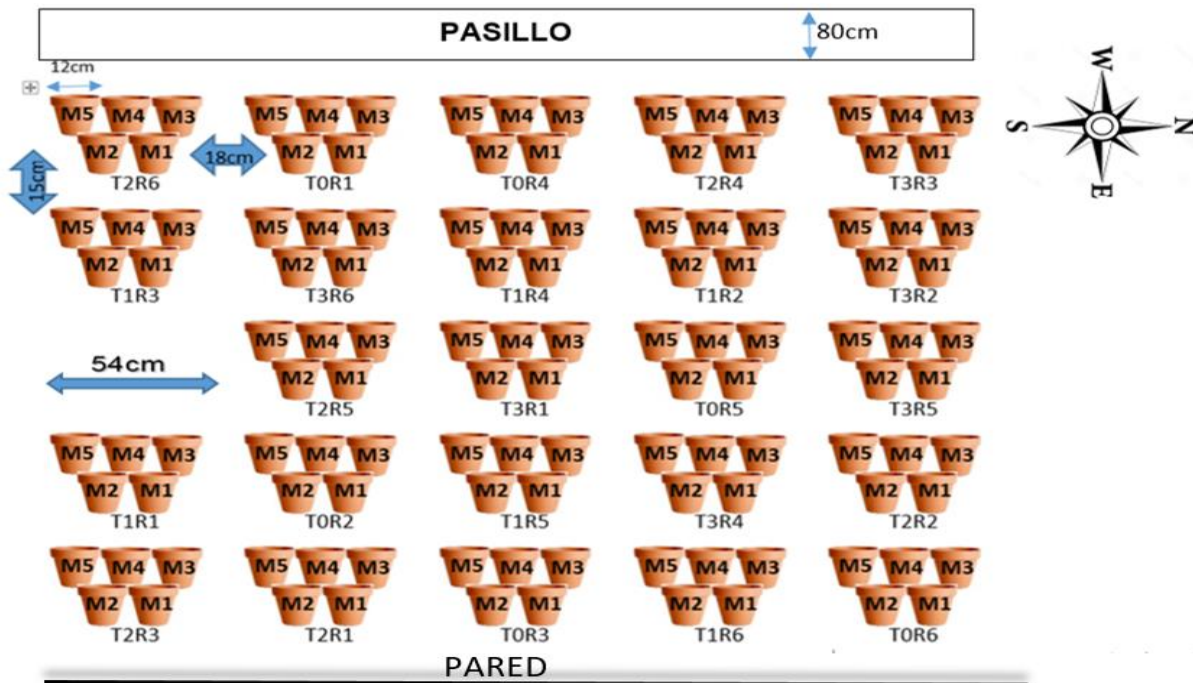 PASILLO
80cm
12cm
M5 M4 M3 M5 M4 M3 M5 M4 M3 M5 M4 M3 M5 M4 M3
M2 M1 18cm M2 M1 M2 M1 M2 M1 M2 M1
T2R6 T0R1 T0R4 T2R4 T3R3
15cm
W
S N
E
M5 M4 M3 M5 M4 M3 M5 M4 M3 M5 M4 M3 M5 M4 M3
M2 M1 M2 M1 M2 M1 M2 M1 M2 M1
T1R3 T3R6 T1R4 T1R2 T3R2
M5 M4 M3 M5 M4 M3 M5 M4 M3 M5 M4 M3
54cm M2 M1 M2 M1 M2 M1 M2 M1
T2R5 T3R1 T0R5 T3R5
M5 M4 M3 M5 M4 M3 M5 M4 M3 M5 M4 M3 M5 M4 M3
M2 M1 M2 M1 M2 M1 M2 M1 M2 M1
T1R1 T0R2 T1R5 T3R4 T2R2
M5 M4 M3 M5 M4 M3 M5 M4 M3 M5 M4 M3 M5 M4 M3
M2 M1 M2 M1 M2 M1 M2 M1 M2 M1
T2R3 T2R1 T0R3 T1R6 T0R6
PARED